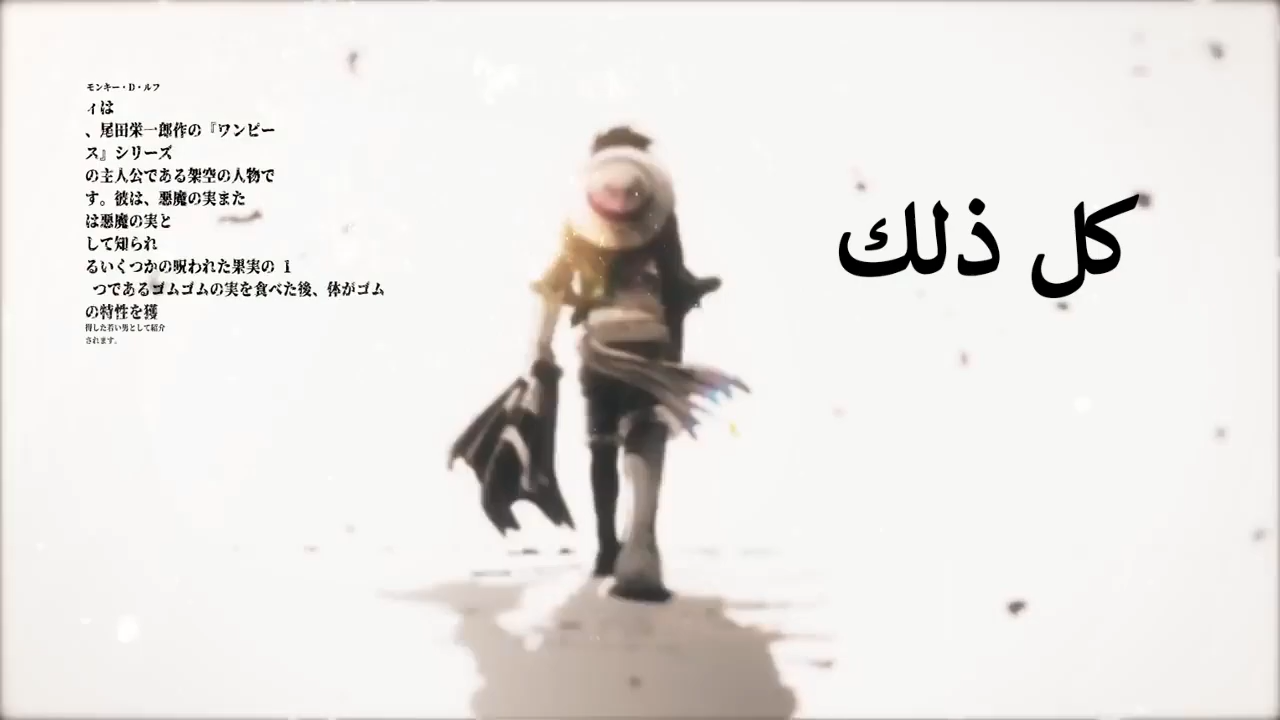 モンキー・D・ルフ
ィは
、尾田栄一郎作の『ワンピー
ス』シリーズ
の主人公である架空の人物で
す。彼は、悪魔の実また
は悪魔の実と
して知られ
るいくつかの呪われた果実の 1
つであるゴムゴムの実を食べた後、体がゴム
の特性を獲
得した若い男として紹介
されます。
كل ذلك